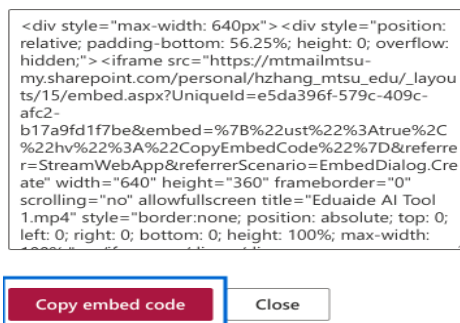 <div style="max-width: 640px"><div style="position:
relative; padding-bottom: 56.25%; height: 0; overflow:
hidden;"><iframe src="https://mtmailmtsu-
my.sharepoint.com/personal/hzhang_mtsu_edu/_layou
ts/15/embed.aspx?UniqueId=e5da396f-579c-409c-
afc2-
b17a9fd1f7be&embed=%7B%22ust%22%3Atrue%2C
%22hv%22%3A%22CopyEmbedCode%22%7D&referre
r=StreamWebApp&referrerScenario=EmbedDialog.Cre
ate" width="640" height="360" frameborder="0"
scrolling="no" allowfullscreen title="Eduaide AI Tool
1.mp4" style="border:none; position: absolute; top: 0;
left: 0; right: 0; bottom: 0; height: 100%; max-width:
Copy embed code
Close